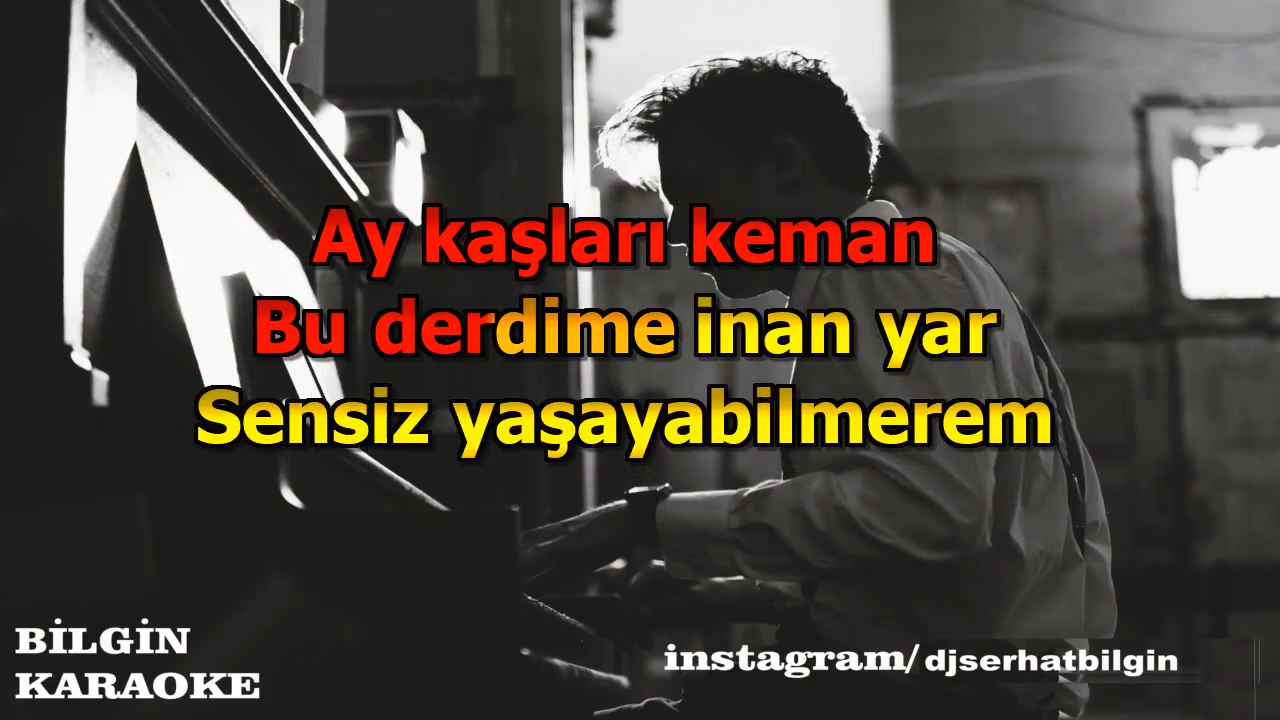 Ay kaşları keman
Bu derdime inan yar
Sensiz yaşayabilmerem
BİLGİN
KARAOKE
instagram/ djserhatbilgin